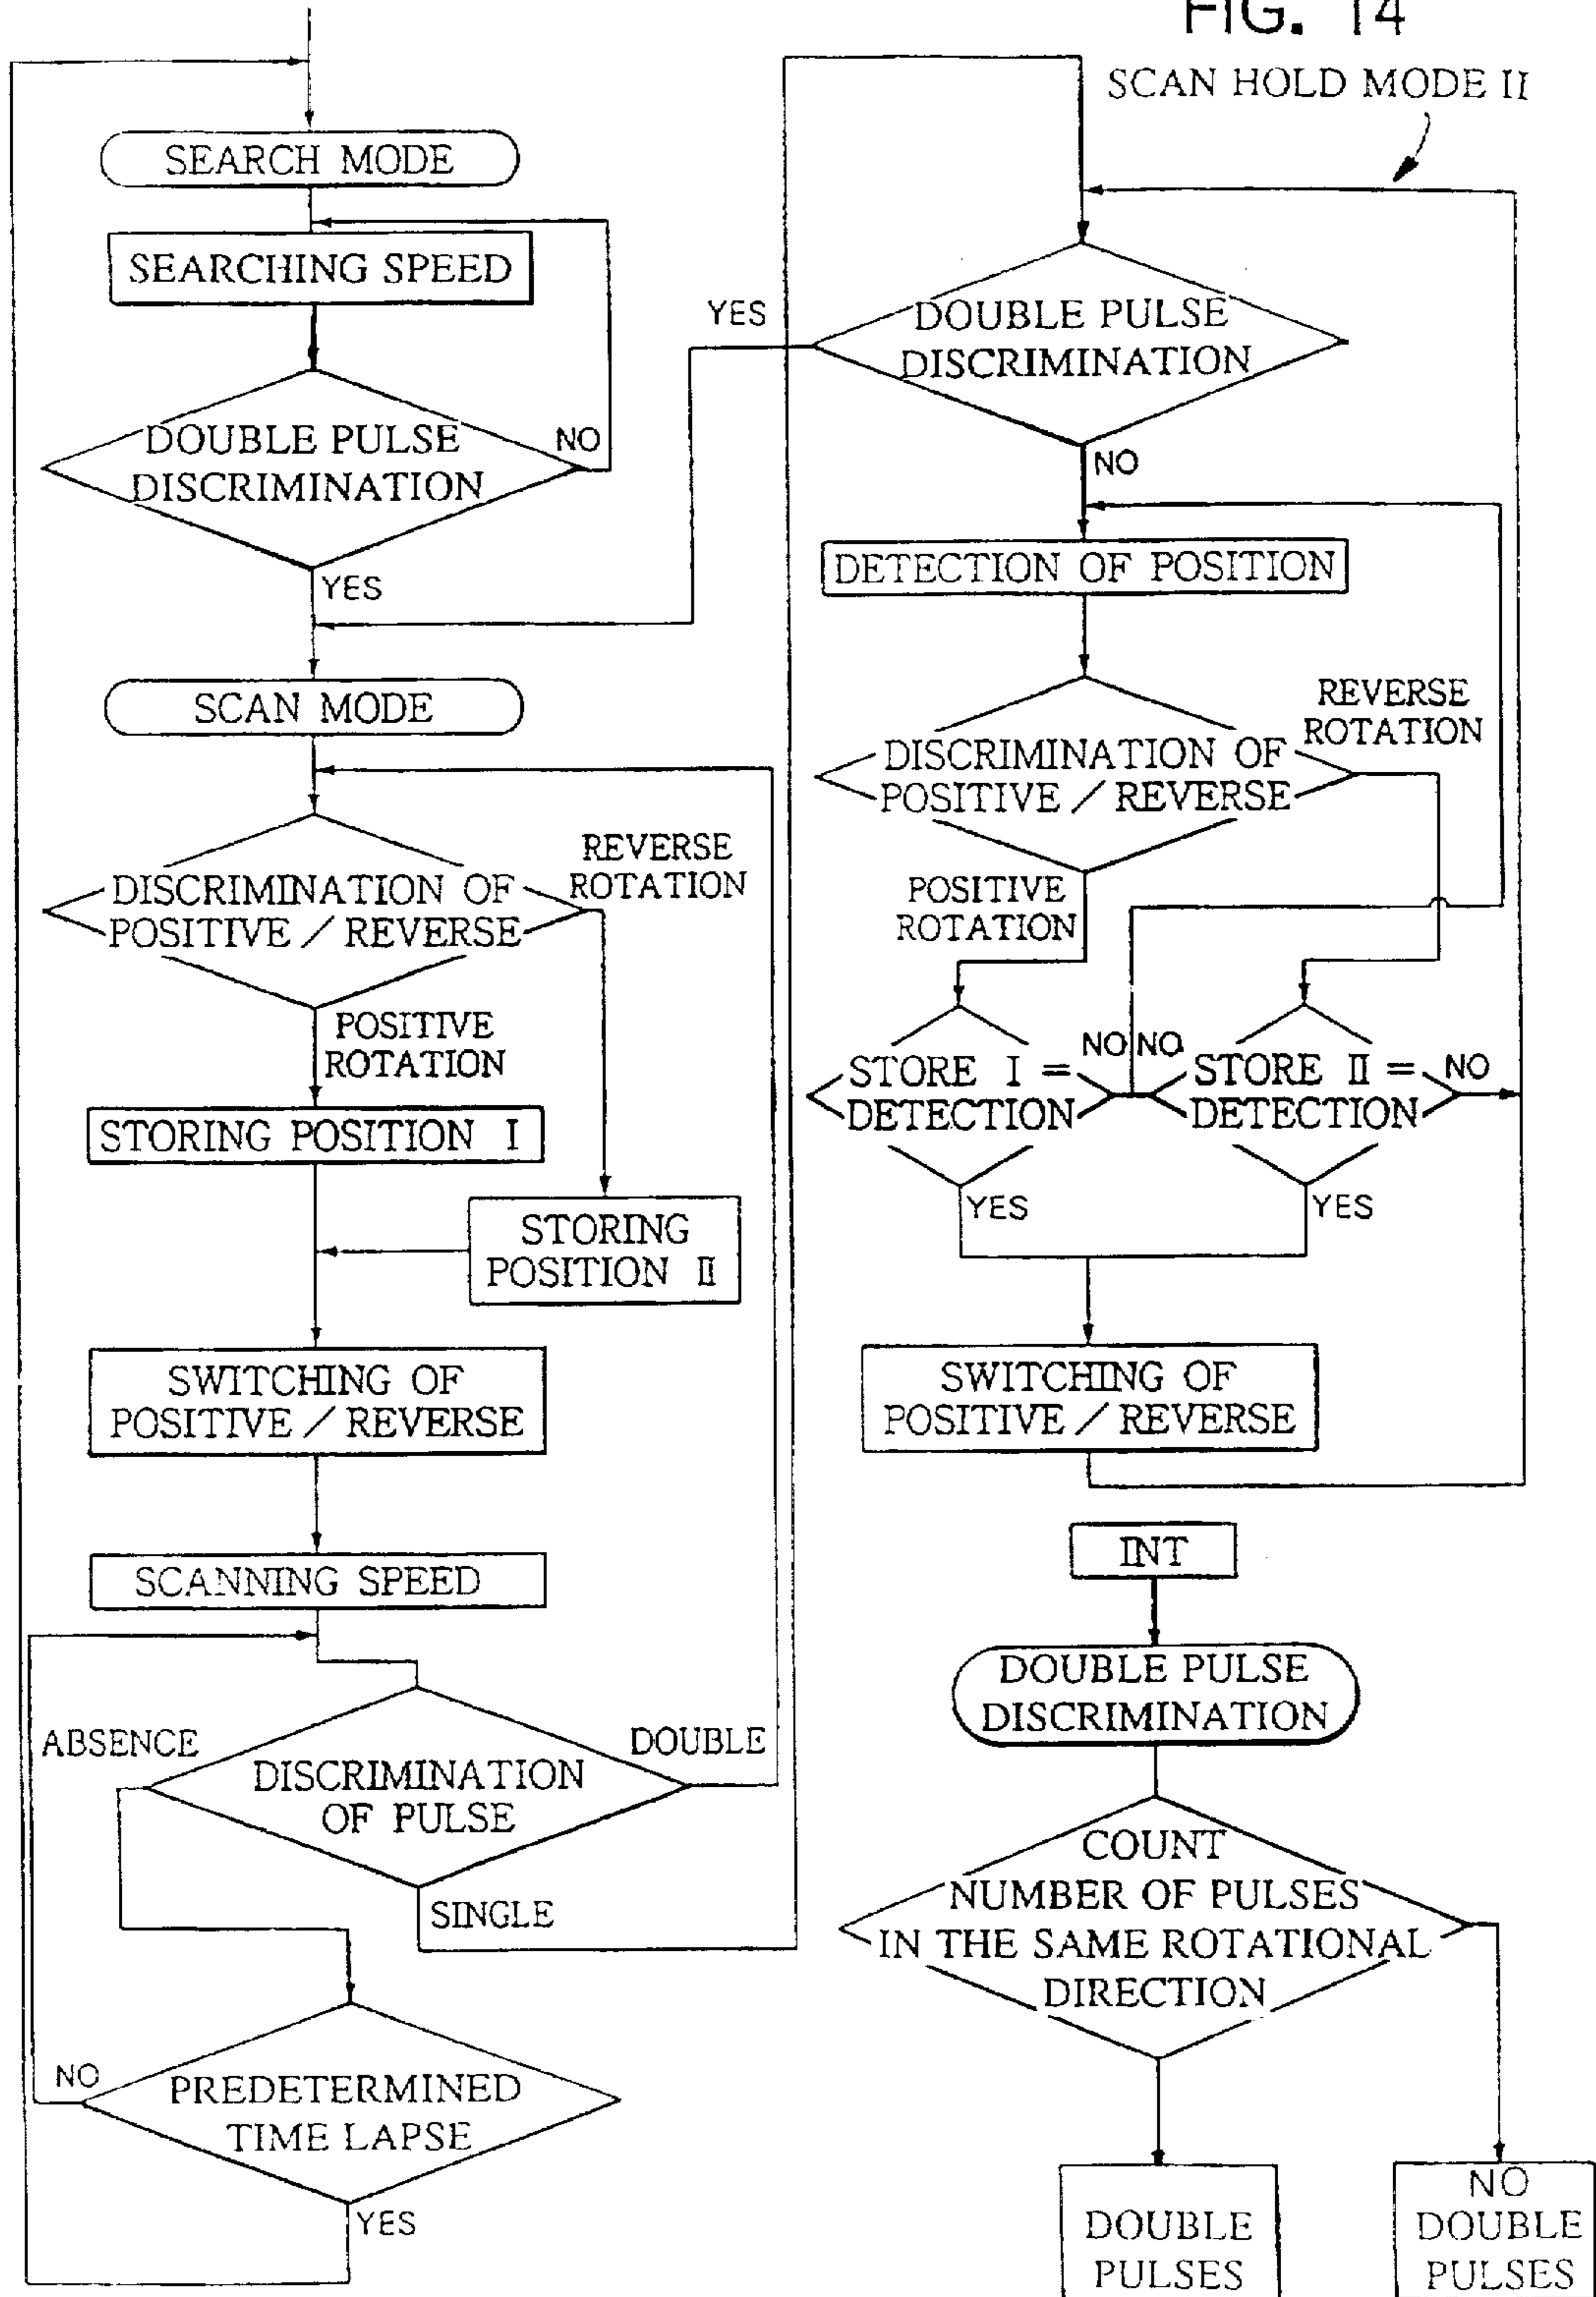 FIG. 14
SCAN HOLD MODE II
SEARCH MODE
SEARCHING SPEED
DOUBLE PULSE
DISCRIMINATION
NO
YES
SCAN MODE
DISCRIMINATION OF
POSITIVE / REVERSE
REVERSE
ROTATION
POSITIVE
ROTATION
STORING POSITION I
STORING
POSITION II
SWITCHING OF
POSITIVE / REVERSE
SCANNING SPEED
ABSENCE
DOUBLE
DISCRIMINATION
OF PULSE
SINGLE
NO
PREDETERMINED
TIME LAPSE
YES
YES
DOUBLE PULSE
DISCRIMINATION
NO
DETECTION OF POSITION
REVERSE
ROTATION
DISCRIMINATION OF
POSITIVE / REVERSE
POSITIVE
ROTATION
STORE I =
DETECTION
NO
NO
STORE II =
DETECTION
NO
YES
YES
SWITCHING OF
POSITIVE / REVERSE
INT
DOUBLE PULSE
DISCRIMINATION
COUNT
NUMBER OF PULSES
IN THE SAME ROTATIONAL
DIRECTION
DOUBLE
PULSES
NO
DOUBLE
PULSES